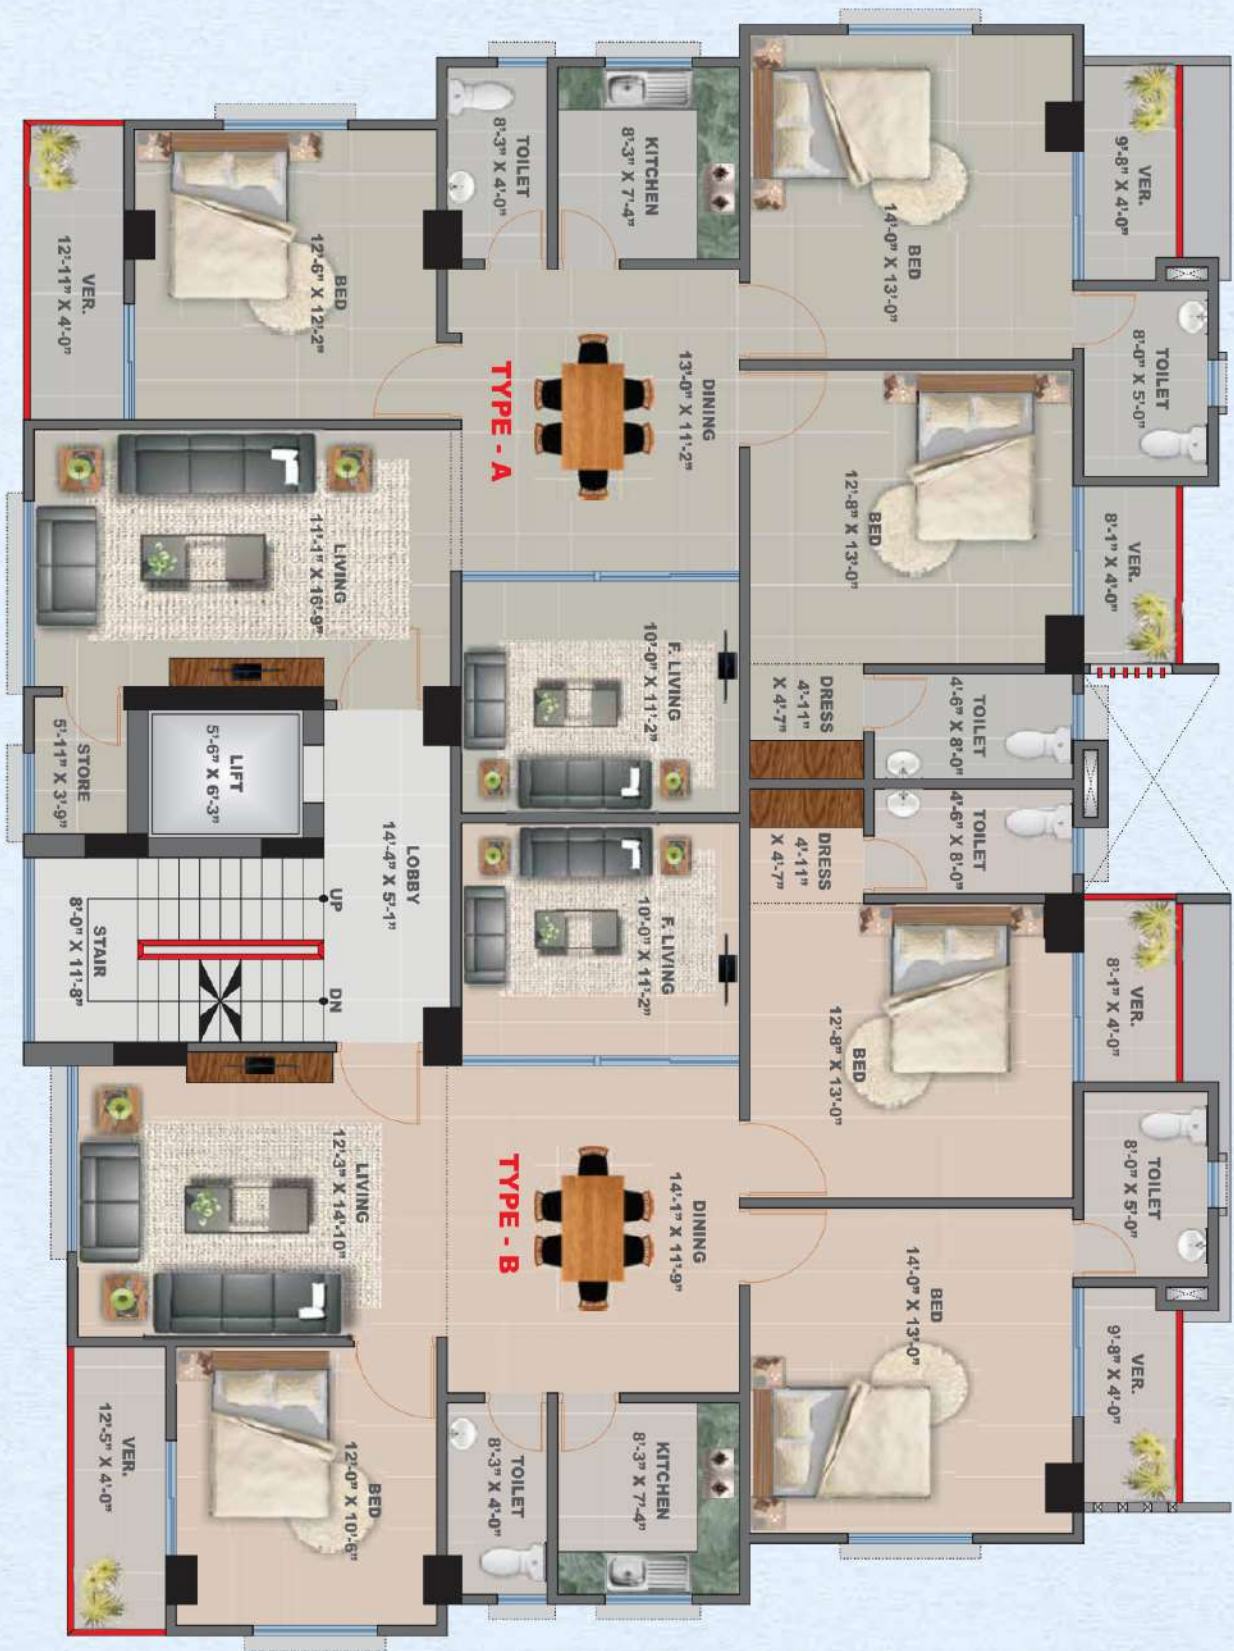 VER.
9'-8" X 4'-0"
TOILET
8'-0" X 5'-0"
VER.
8'-1" X 4'-0"
VER.
8'-1" X 4'-0"
TOILET
8'-0" X 5'-0"
VER.
9'-8" X 4'-0"
BED
14'-0" X 13'-0"
BED
12'-8" X 13'-0"
TOILET
4'-6" X 8'-0"
TOILET
4'-6" X 8'-0"
DRESS
4'-11"
X 4'-7"
DRESS
4'-11"
X 4'-7"
BED
12'-8" X 13'-0"
BED
14'-0" X 13'-0"
KITCHEN
8'-3" X 7'-4"
DINING
13'-0" X 11'-2"
F. LIVING
10'-0" X 11'-2"
F. LIVING
10'-0" X 11'-2"
DINING
14'-1" X 11'-9"
KITCHEN
8'-3" X 7'-4"
TOILET
8'-3" X 4'-0"
TYPE - A
TYPE - B
TOILET
8'-3" X 4'-0"
BED
12'-6" X 12'-2"
LIVING
11'-1" X 16'-9"
LOBBY
14'-4" X 5'-1"
UP
DN
LIVING
12'-3" X 14'-10"
BED
12'-0" X 10'-6"
LIFT
5'-6" X 6'-3"
VER.
12'-11" X 4'-0"
STORE
5'-11" X 3'-9"
STAIR
8'-0" X 11'-8"
VER.
12'-5" X 4'-0"